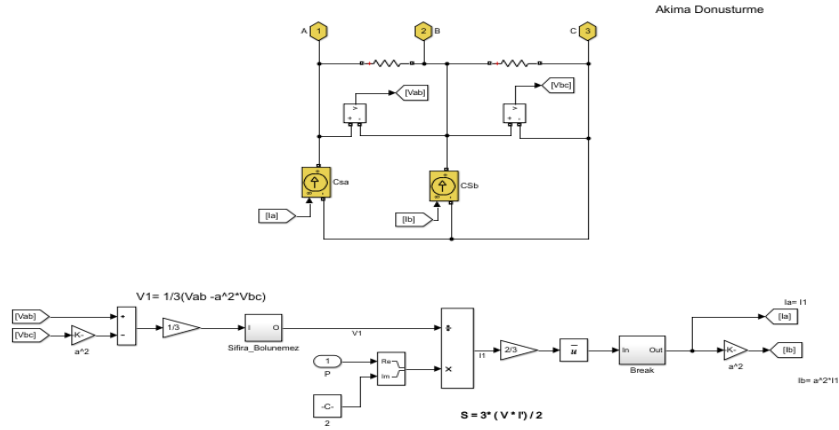 Akima Donusturme
A 1
2 B
C 3
[Vab]
[Vbc]
v
+ -
v
+ -
Csa
CSb
[Ia]
[Ib]
V1= 1/3(Vab -a^2*Vbc)
[Vab]
[Vbc]
-K-
a^2
+
-
1/3
I O
Sifira_Bolunemez
V1
1
P
-C-
2
Re
Im
÷
×
I1
2/3
u
In Out
Break
Ia= I1
[Ia]
-K-
a^2
[Ib]
Ib= a^2*I1
S = 3* ( V * I') / 2